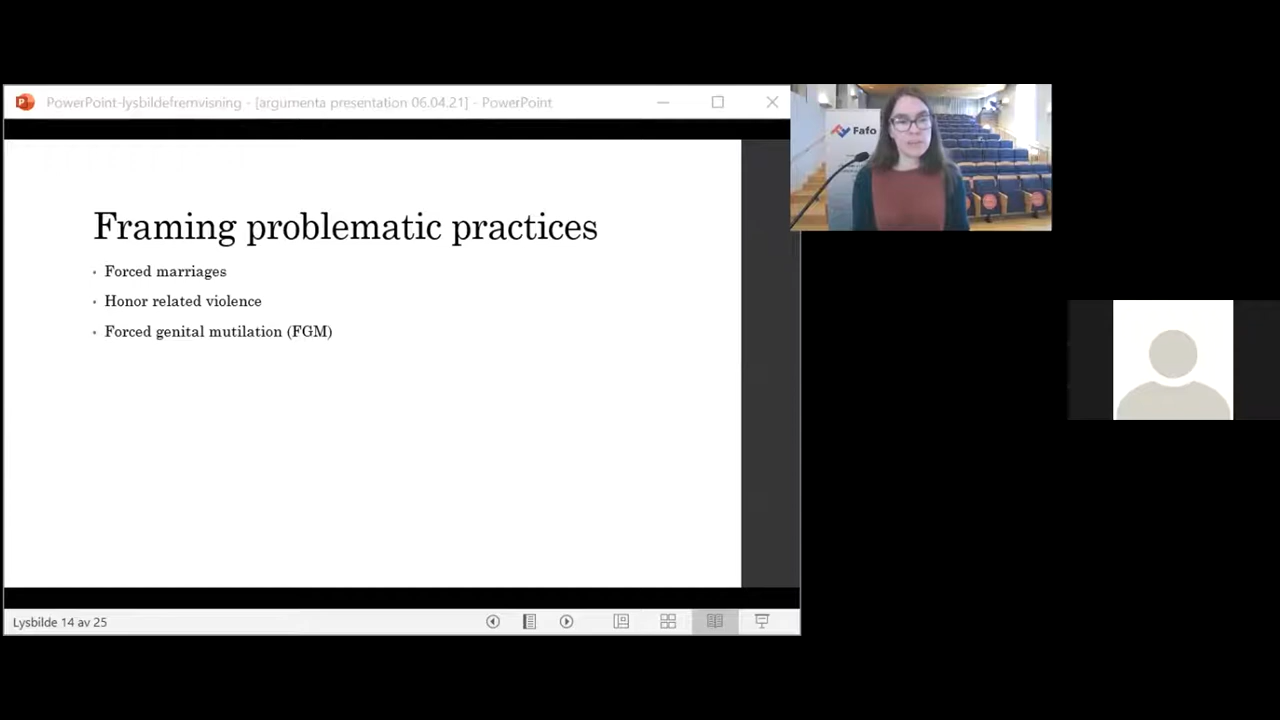 PowerPoint-lysbildefremvisning - [argumenta presentation 06.04.21] - PowerPoint
Fafo
Framing problematic practices
• Forced marriages
• Honor related violence
• Forced genital mutilation (FGM)
Lysbilde 14 av 25